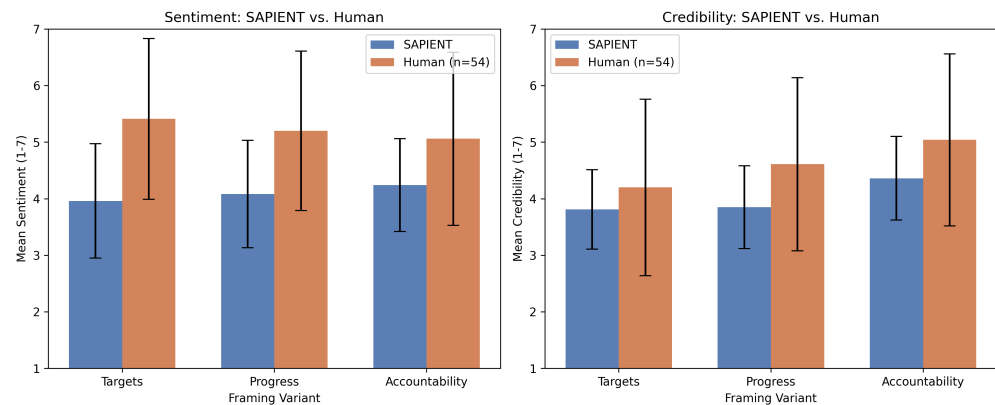 Sentiment: SAPIENT vs. Human
7
6
5
4
3
2
1
Mean Sentiment (1-7)
SAPIENT
Human (n=54)
Targets
Progress
Accountability
Framing Variant
Credibility: SAPIENT vs. Human
7
6
5
4
3
2
1
Mean Credibility (1-7)
SAPIENT
Human (n=54)
Targets
Progress
Accountability
Framing Variant